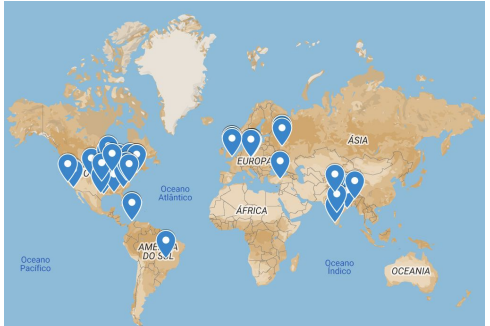 ÁSIA
EUROPA
Oceano
Atlântico
ÁFRICA
AMÉRICA
DO SUL
Oceano
Pacífico
Oceano
Índico
OCEANIA